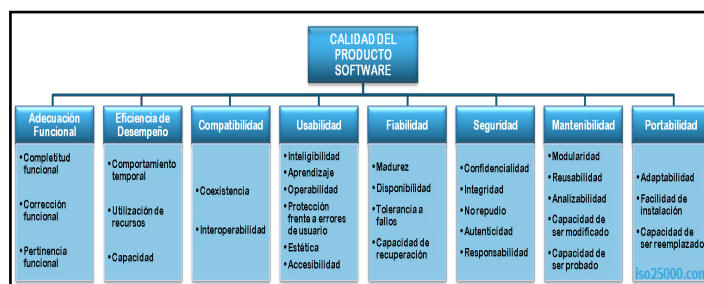 CALIDAD DEL
PRODUCTO
SOFTWARE
Adecuación
Funcional
• Completitud
funcional
• Corrección
funcional
• Pertinencia
funcional
Eficiencia de
Desempeño
• Comportamiento
temporal
• Utilización de
recursos
• Capacidad
Compatibilidad
• Coexistencia
• Interoperabilidad
Usabilidad
• Inteligibilidad
• Aprendizaje
• Operabilidad
• Protección
frente a errores
de usuario
• Estética
• Accesibilidad
Fiabilidad
• Madurez
• Disponibilidad
• Tolerancia a
fallos
• Capacidad de
recuperación
Seguridad
• Confidencialidad
• Integridad
• No repudio
• Autenticidad
• Responsabilidad
Mantenibilidad
• Modularidad
• Reusabilidad
• Analizabilidad
• Capacidad de
ser modificado
• Capacidad de
ser probado
Portabilidad
• Adaptabilidad
• Facilidad de
instalación
• Capacidad de
ser reemplazado
iso25000.com